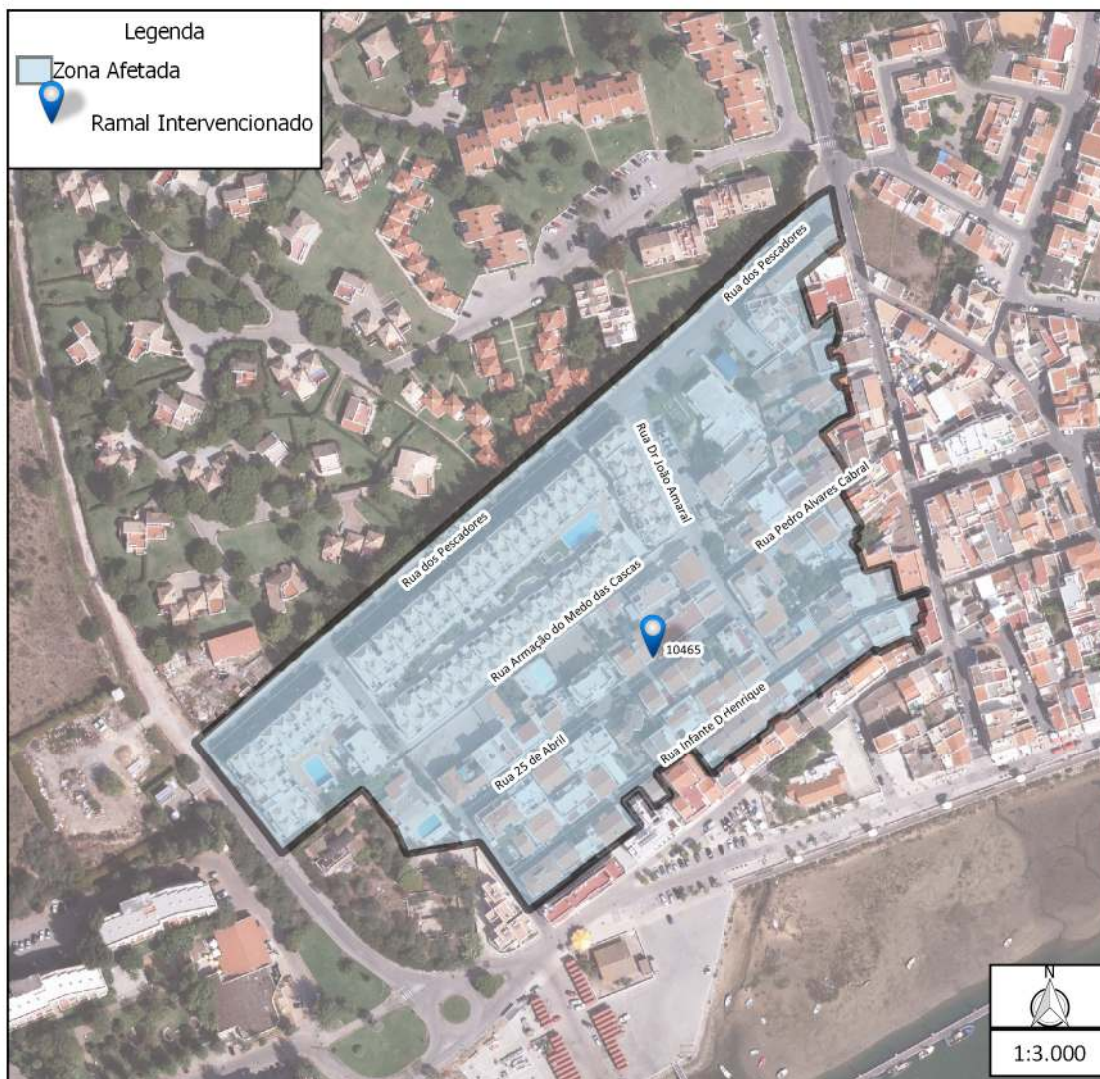 Legenda
Zona Afetada
Ramal Intervencionado
Rua dos Pescadores
Rua Dr João Amaral
Rua Pedro Alvares Cabral
Rua dos Pescadores
Rua Armação do Medo das Cascas
10465
Rua Infante D Henrique
Rua 25 de Abril
N
1:3.000